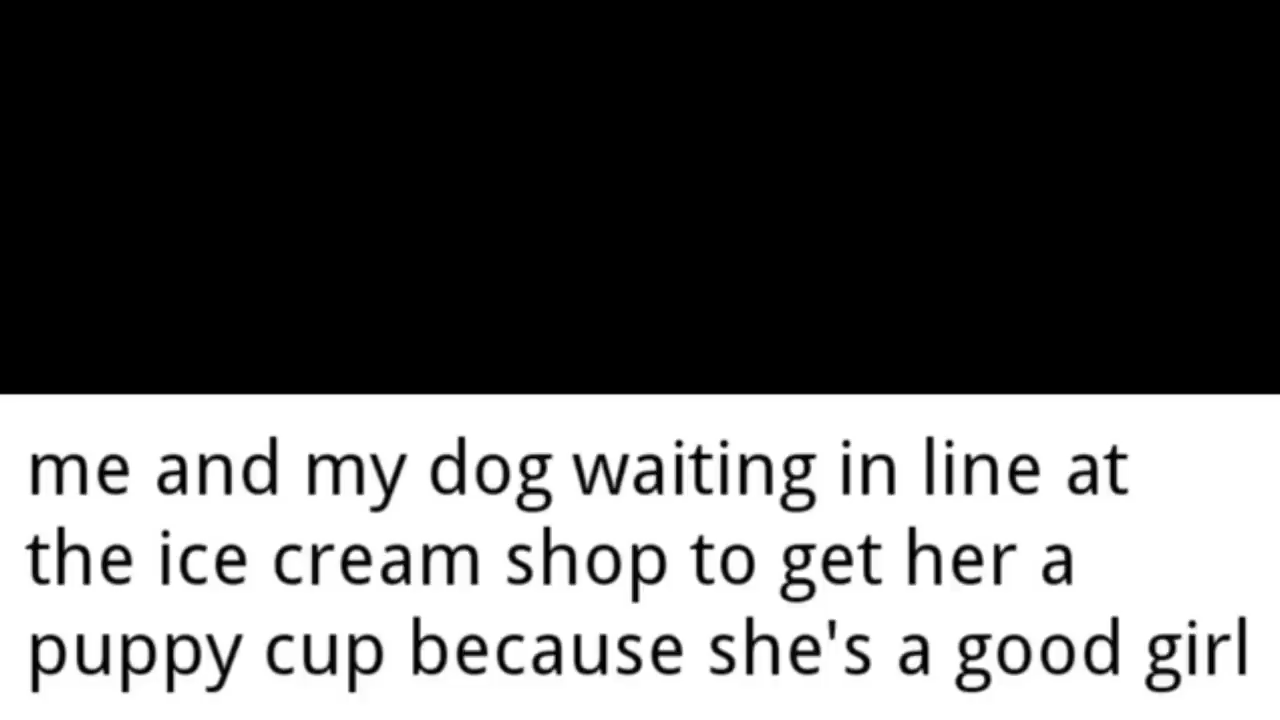 me and my dog waiting in line at
the ice cream shop to get her a
puppy cup because she's a good girl